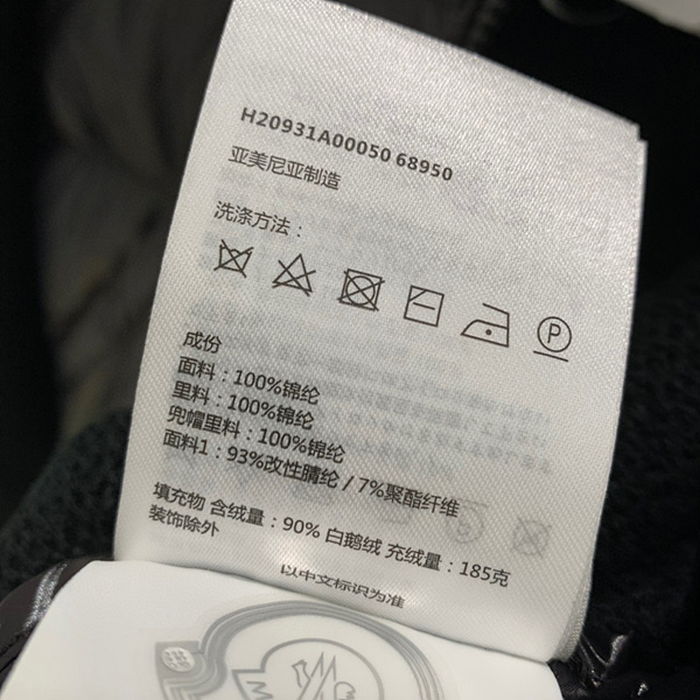 H20931A00050 68950
亚美尼亚制造
洗涤方法：
P
成份
面料：100%锦纶
里料：100%锦纶
兜帽里料：100%锦纶
面料1：93%改性腈纶 / 7%聚酯纤维
填充物 含绒量：90% 白鹅绒 充绒量：185克
装饰除外
以中文标识为准
M